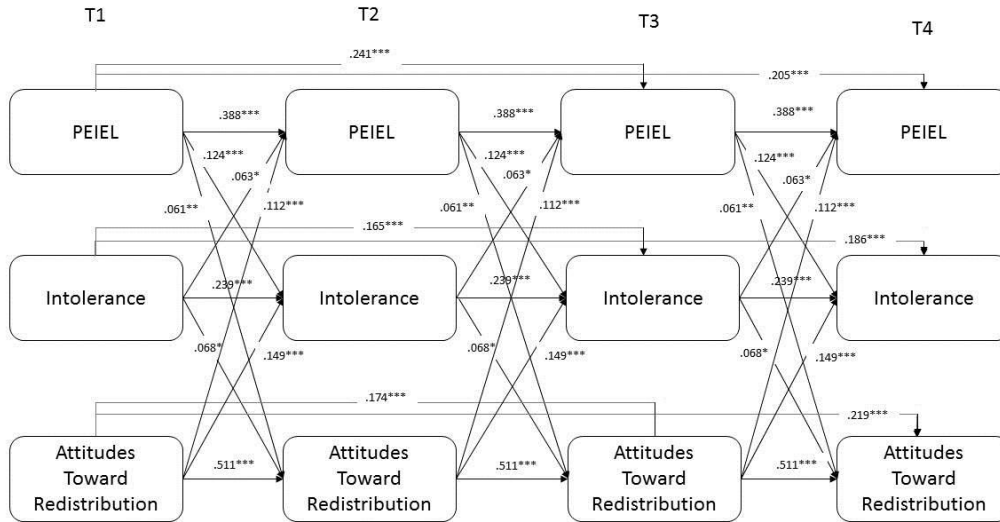 T1 T2 T3 T4
.241***
.205***
PEIEL PEIEL PEIEL PEIEL
.388*** .388*** .388***
.124*** .124*** .124***
.063* .063* .063*
.061** .112*** .061** .112*** .061** .112***
.165***
.186***
Intolerance Intolerance Intolerance Intolerance
.239*** .239*** .239***
.068* .149*** .068* .149*** .068* .149***
.174***
.219***
Attitudes Attitudes Attitudes Attitudes
Toward Toward Toward Toward
Redistribution Redistribution Redistribution Redistribution
.511*** .511*** .511***